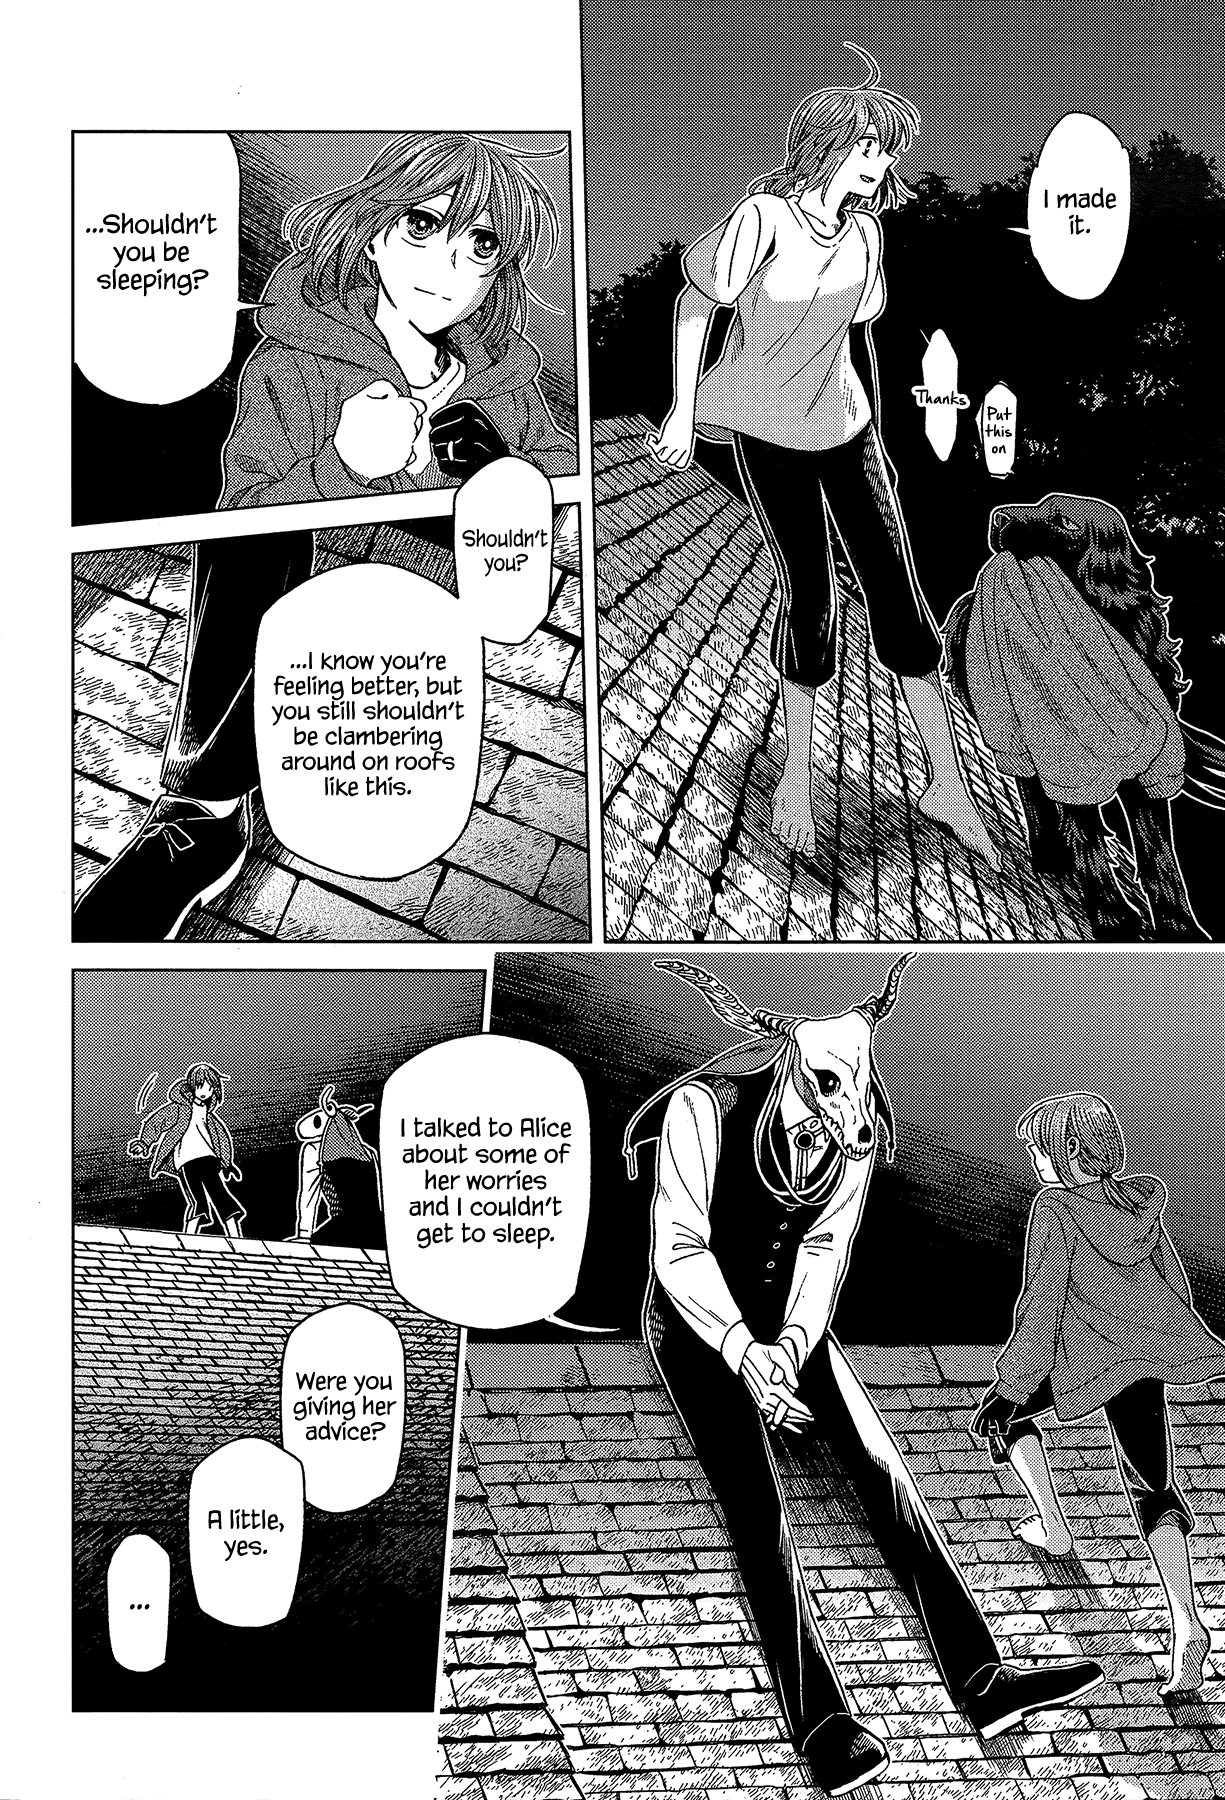 I made
it.
Put
this
on
Thanks
...Shouldn't
you be
sleeping?
Shouldn't
you?
...I know you're
feeling better, but
you still shouldn't
be clambering
around on roofs
like this.
I talked to Alice
about some of
her worries
and I couldn't
get to sleep.
Were you
giving her
advice?
A little,
yes.
...